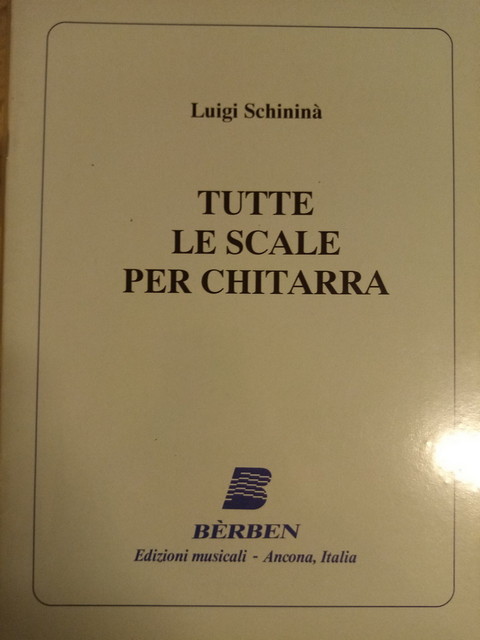 Luigi Schininà
TUTTE
LE SCALE
PER CHITARRA
B
BÈRBEN
Edizioni musicali - Ancona, Italia